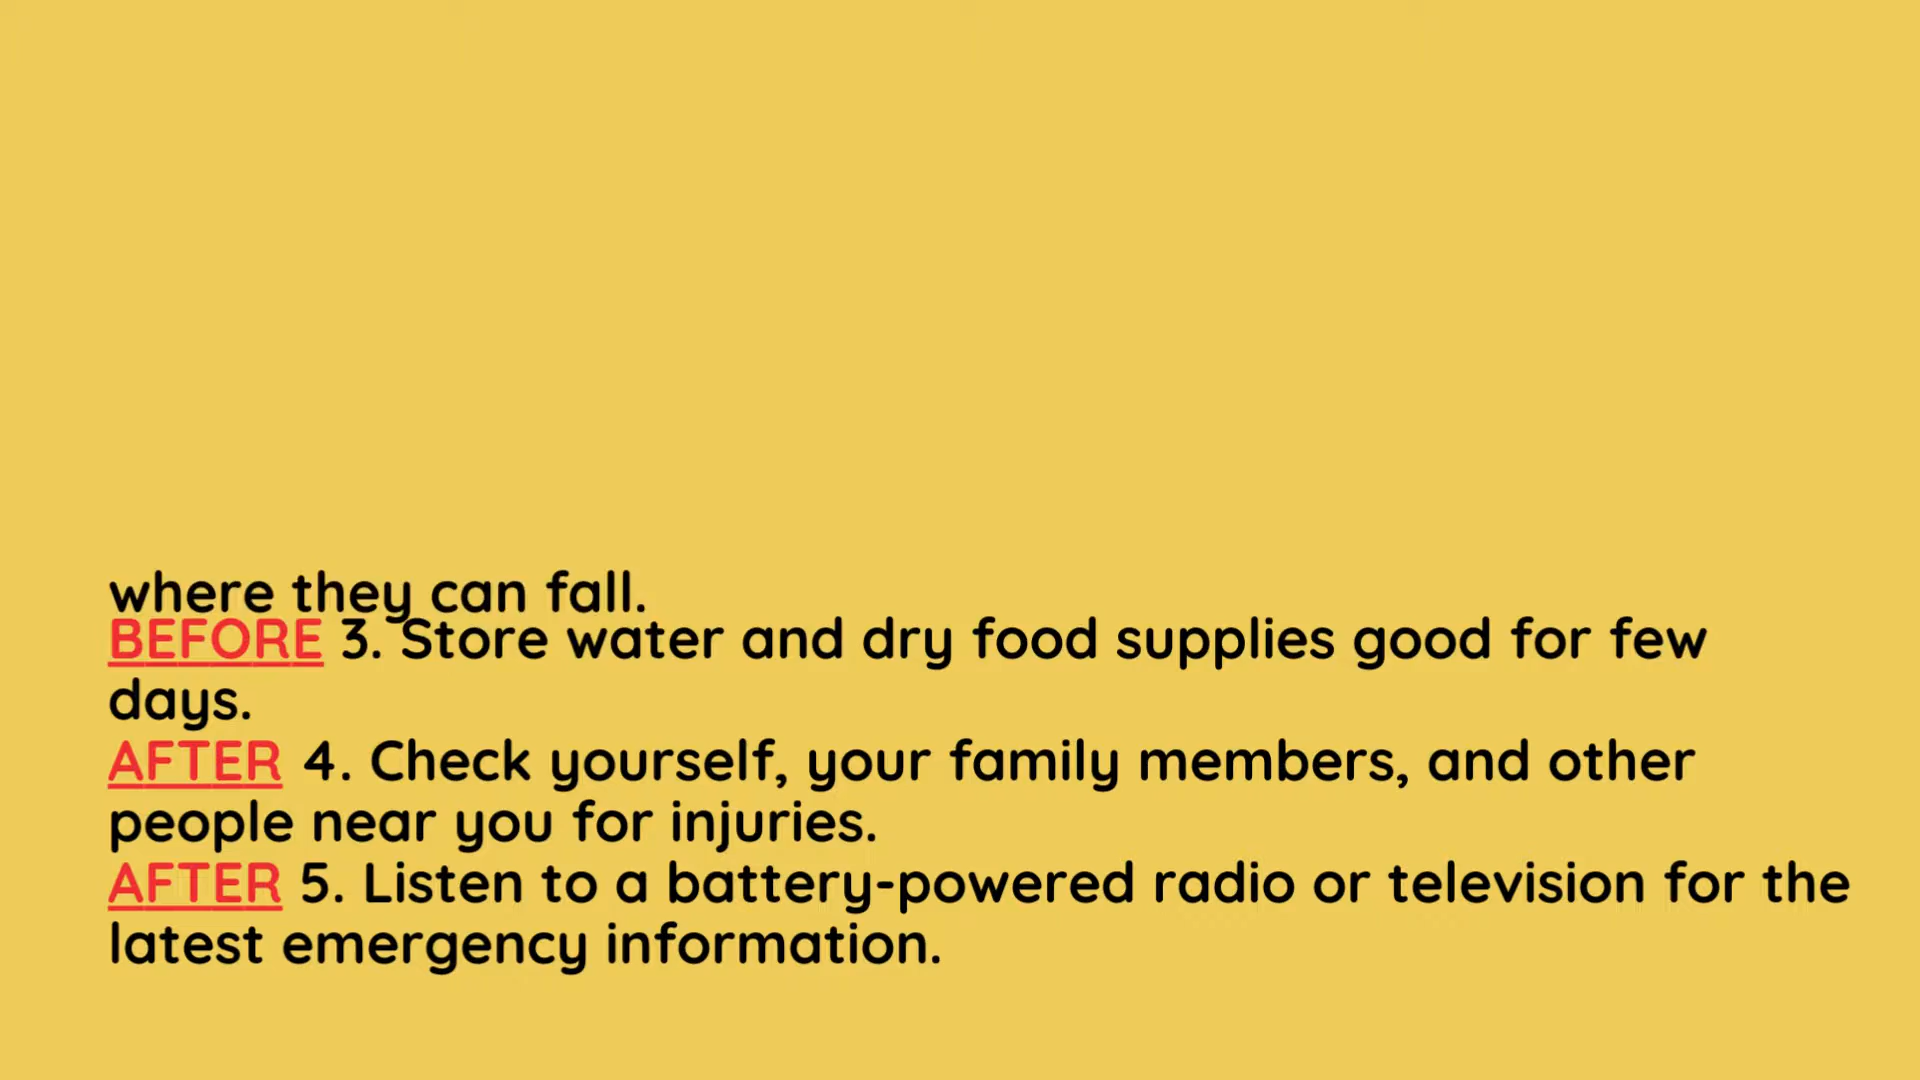 where they can fall.
BEFORE 3. Store water and dry food supplies good for few
days.
AFTER 4. Check yourself, your family members, and other
people near you for injuries.
AFTER 5. Listen to a battery-powered radio or television for the
latest emergency information.